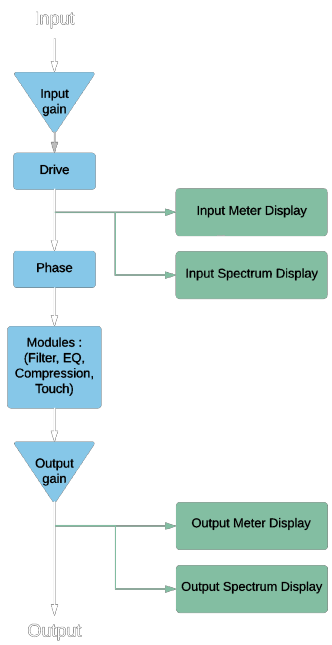 Input
Input
gain
Drive
Input Meter Display
Input Spectrum Display
Phase
Modules :
(Filter, EQ,
Compression,
Touch)
Output
gain
Output Meter Display
Output Spectrum Display
Output